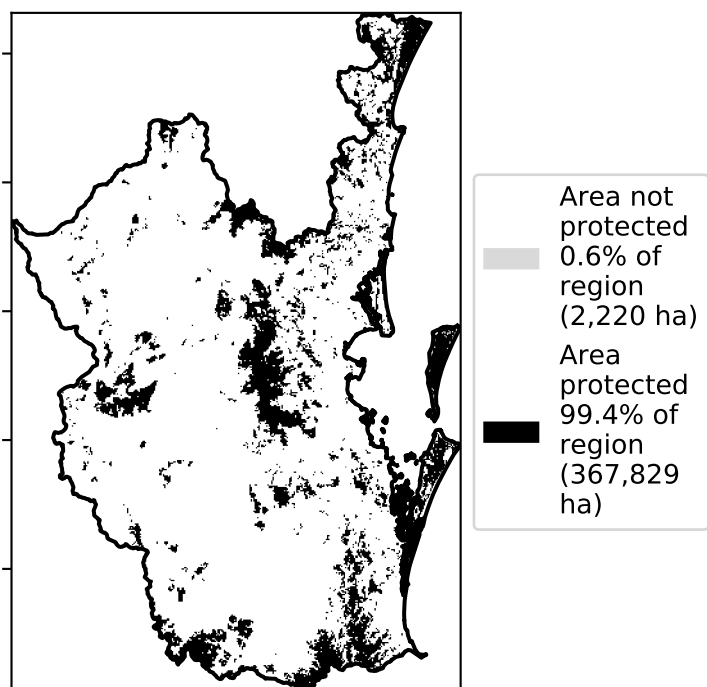 Area not
protected
0.6% of
region
(2,220 ha)
Area
protected
99.4% of
region
(367,829
ha)